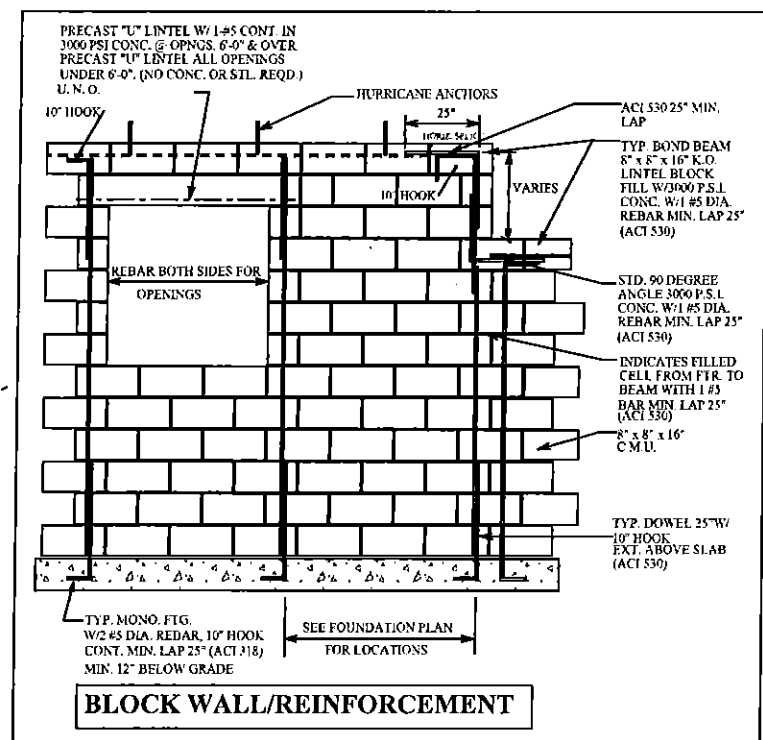 PRECAST "U" LINTEL W/ 1-#5 CONT. IN
3000 PSI CONC. @ OPNGS. 6'-0" & OVER
PRECAST "U" LINTEL ALL OPENINGS
UNDER 6'-0". (NO CONC. OR STL. REQD.)
U. N. O.
10" HOOK
HURRICANE ANCHORS
25"
HORIZ. SPLICE
ACI 530 25" MIN.
LAP
TYP. BOND BEAM
8" x 8" x 16" K.O.
LINTEL BLOCK
FILL W/3000 P.S.I.
CONC. W/1 #5 DIA.
REBAR MIN. LAP 25"
(ACI 530)
10" HOOK
VARIES
REBAR BOTH SIDES FOR
OPENINGS
STD. 90 DEGREE
ANGLE 3000 P.S.I.
CONC. W/1 #5 DIA.
REBAR MIN. LAP 25"
(ACI 530)
INDICATES FILLED
CELL FROM FTR. TO
BEAM WITH 1 #5
BAR MIN. LAP 25"
(ACI 530)
8" x 8" x 16"
C.M.U.
TYP. DOWEL 25" W/
10" HOOK
EXT. ABOVE SLAB
(ACI 530)
TYP. MONO. FTG.
W/2 #5 DIA. REBAR, 10" HOOK
CONT. MIN. LAP 25" (ACI 318)
MIN. 12" BELOW GRADE
SEE FOUNDATION PLAN
FOR LOCATIONS
BLOCK WALL/REINFORCEMENT